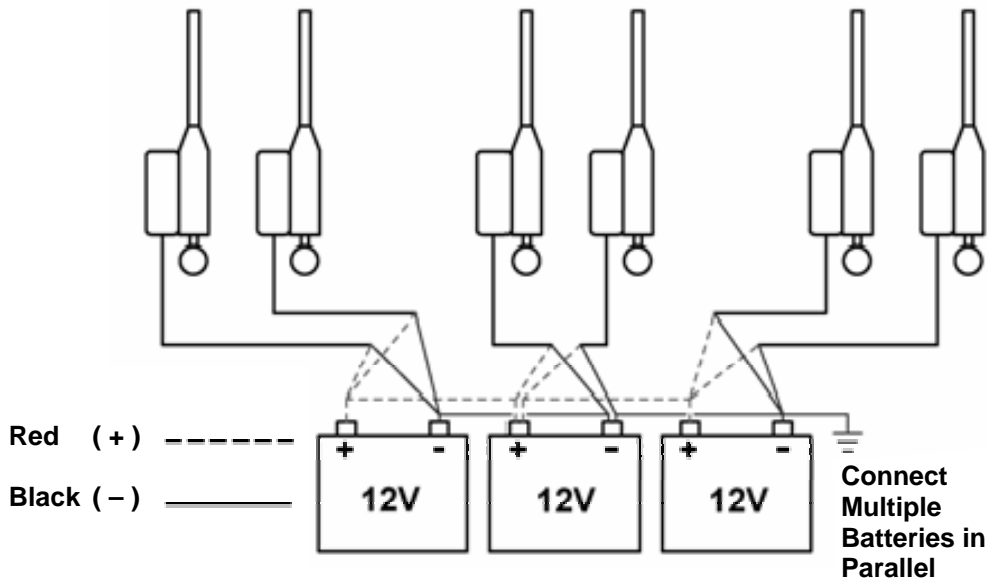 Red ( + )
Black ( – )
+ -
12V
+ -
12V
+ -
12V
Connect
Multiple
Batteries in
Parallel